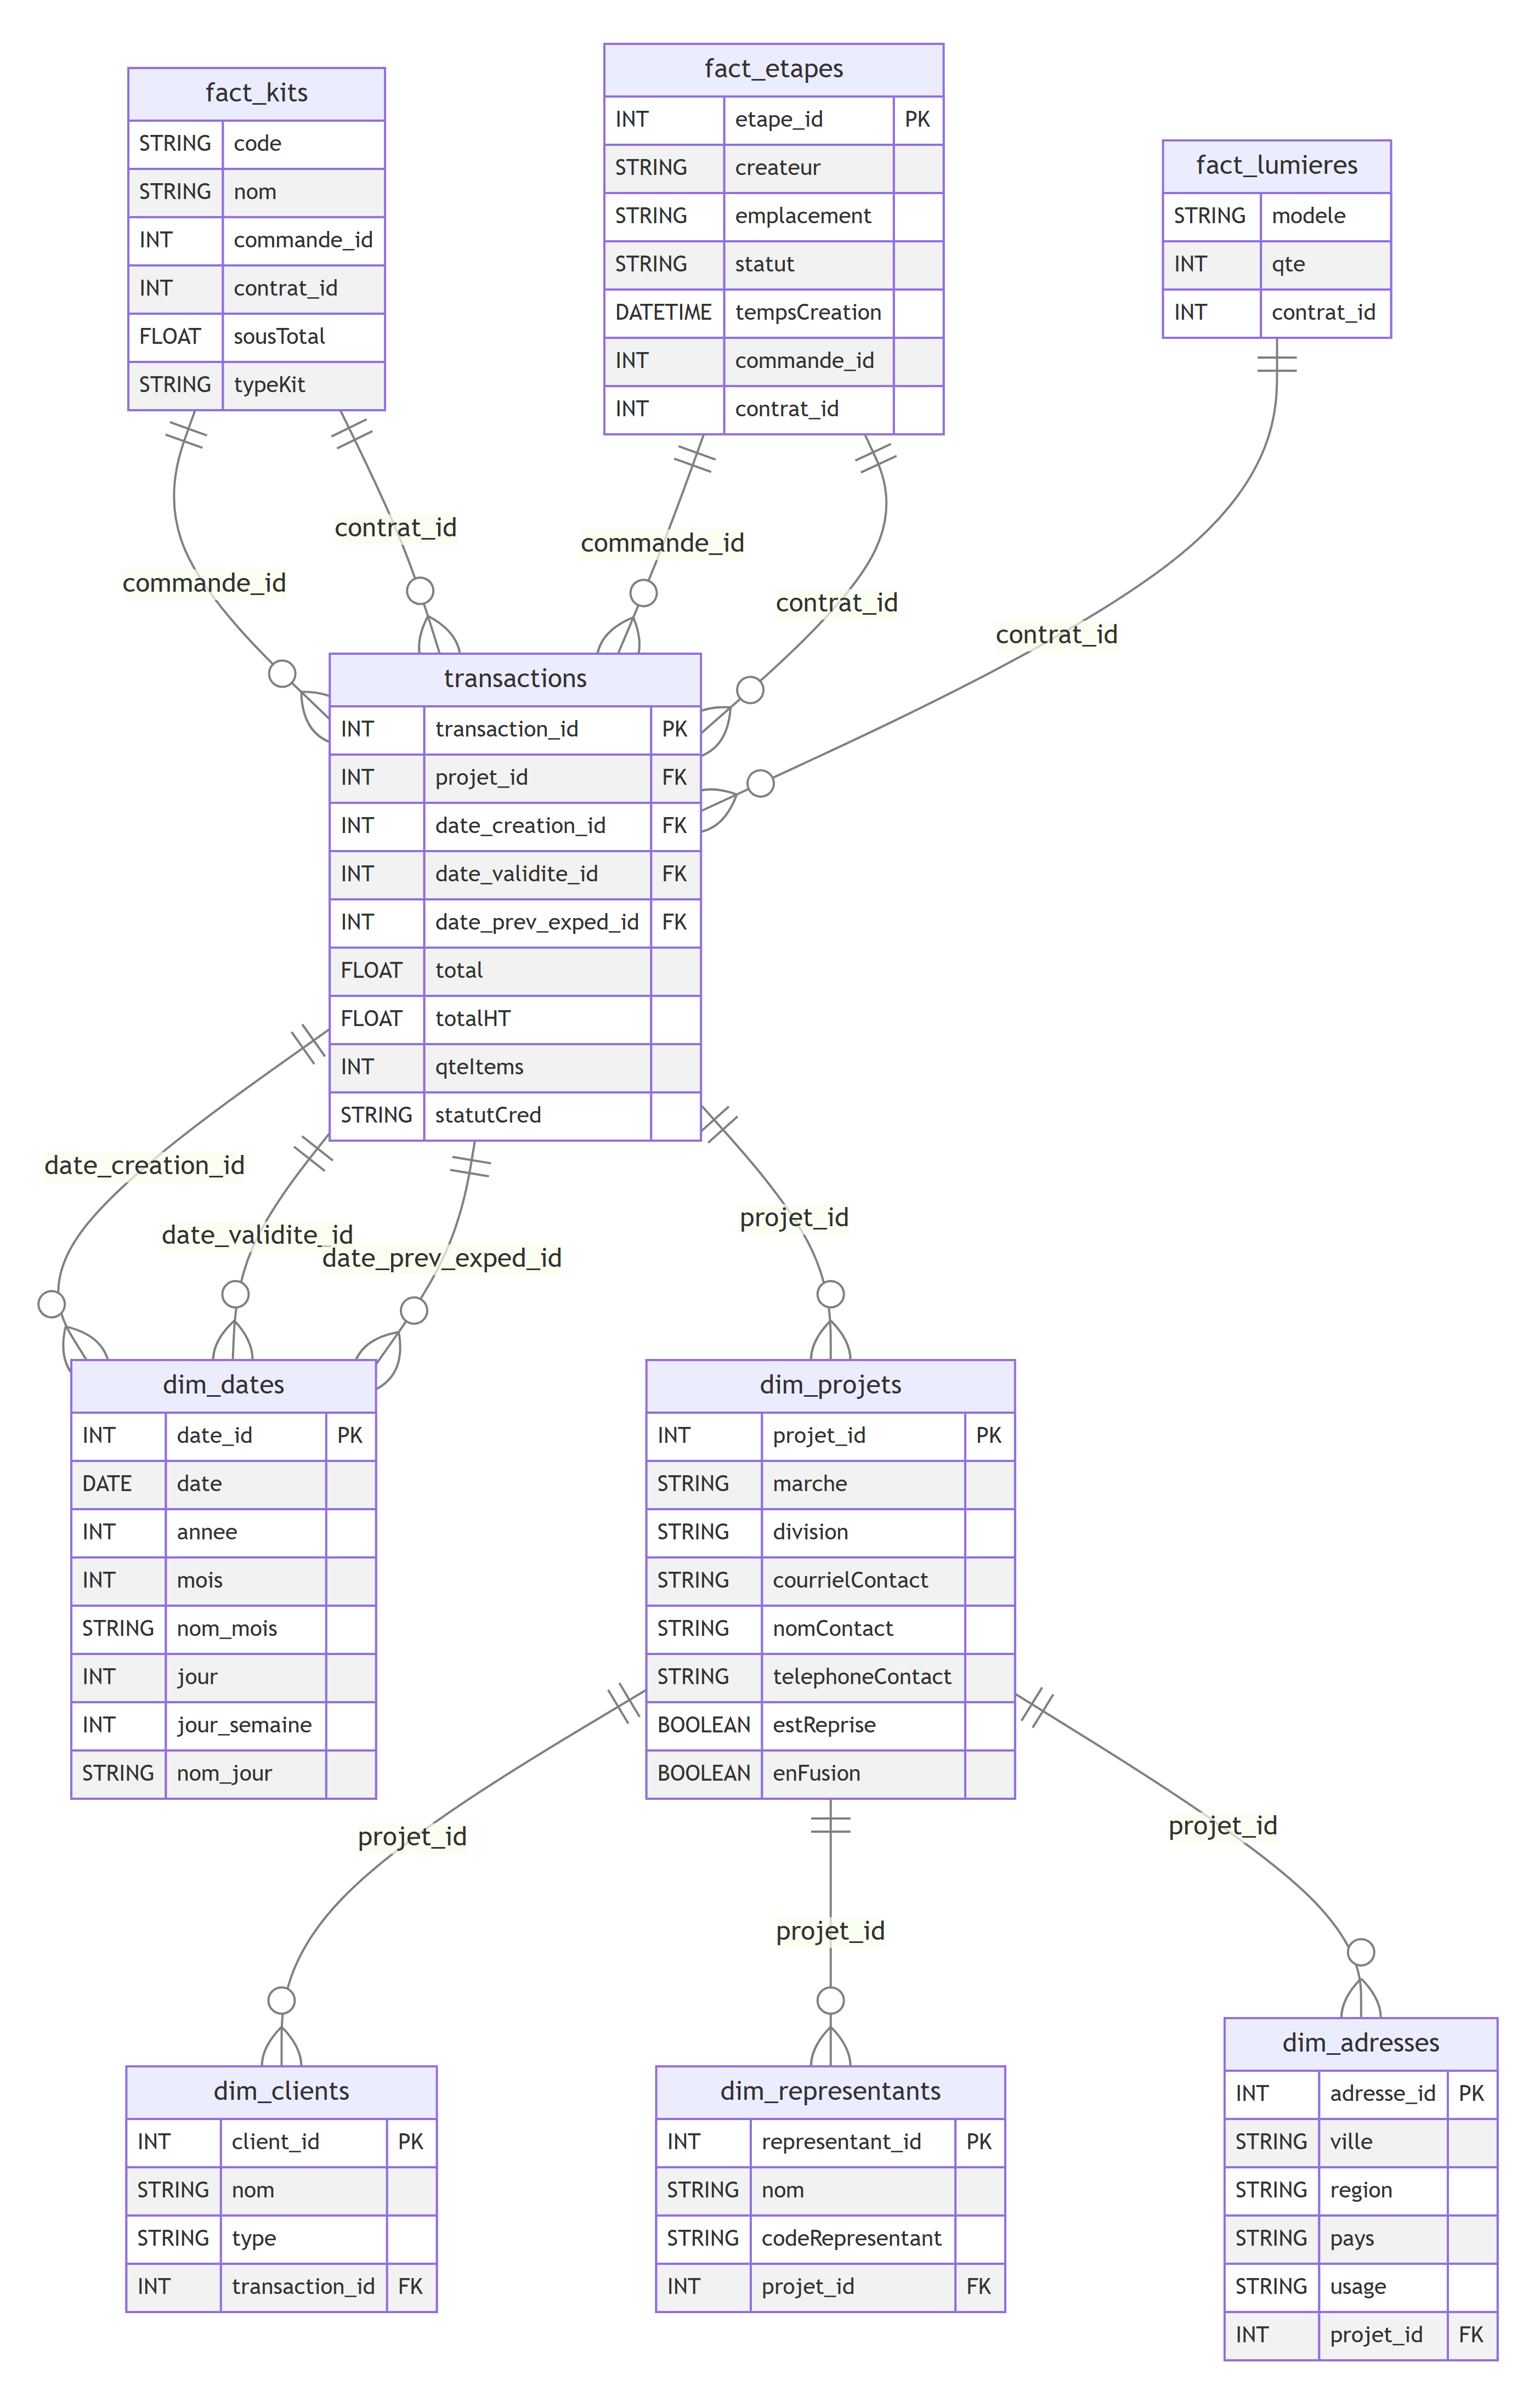 fact_kits
STRING code
STRING nom
INT commande_id
INT contrat_id
FLOAT sousTotal
STRING typeKit
fact_etapes
INT etape_id PK
STRING createur
STRING emplacement
STRING statut
DATETIME tempsCreation
INT commande_id
INT contrat_id
fact_lumieres
STRING modele
INT qte
INT contrat_id
contrat_id
commande_id
commande_id
contrat_id
contrat_id
transactions
INT transaction_id PK
INT projet_id FK
INT date_creation_id FK
INT date_validite_id FK
INT date_prev_exped_id FK
FLOAT total
FLOAT totalHT
INT qteItems
STRING statutCred
date_creation_id
date_validite_id
date_prev_exped_id
projet_id
dim_dates
INT date_id PK
DATE date
INT annee
INT mois
STRING nom_mois
INT jour
INT jour_semaine
STRING nom_jour
dim_projets
INT projet_id PK
STRING marche
STRING division
STRING courrielContact
STRING nomContact
STRING telephoneContact
BOOLEAN estReprise
BOOLEAN enFusion
projet_id
projet_id
projet_id
dim_clients
INT client_id PK
STRING nom
STRING type
INT transaction_id FK
dim_representants
INT representant_id PK
STRING nom
STRING codeRepresentant
INT projet_id FK
dim_adresses
INT adresse_id PK
STRING ville
STRING region
STRING pays
STRING usage
INT projet_id FK